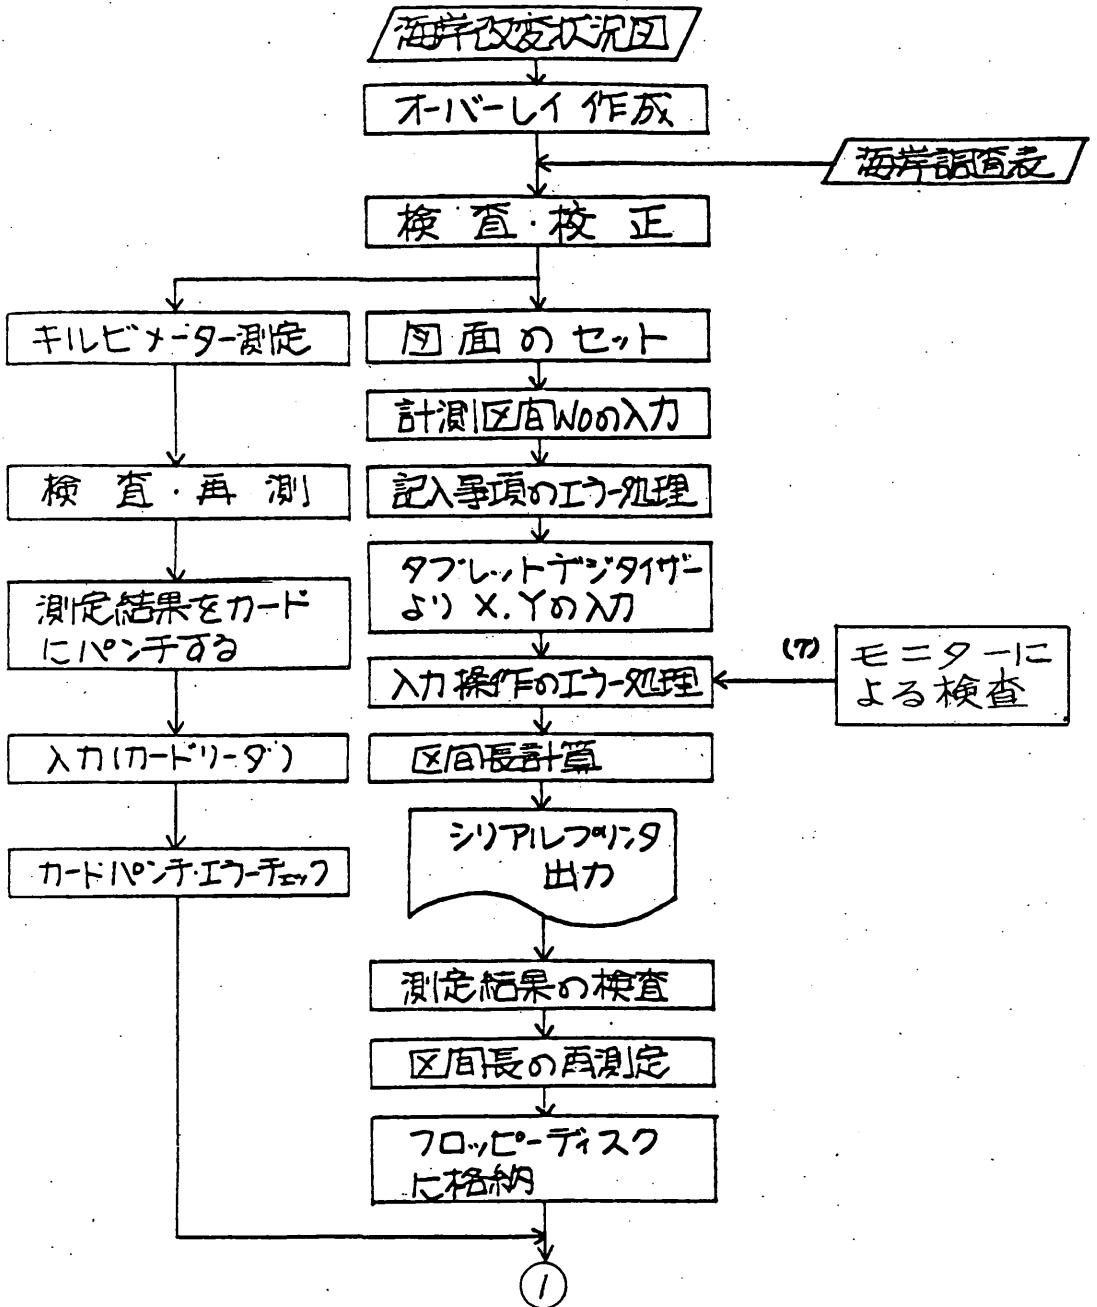 海岸改変状況図
オーバーレイ作成
海岸調査表
検査・校正
キルビメーター測定
図面のセット
計測区間Noの入力
検査・再測
記入事項のエラー処理
測定結果をカード
にパンチする
タブレットデジタイザー
より X.Yの入力
(ア)
モニターに
よる検査
入力操作のエラー処理
入力(カードリーダ)
区間長計算
シリアルプリンタ
出力
カードパンチ・エラーチェック
測定結果の検査
区間長の再測定
フロッピーディスク
に格納
1